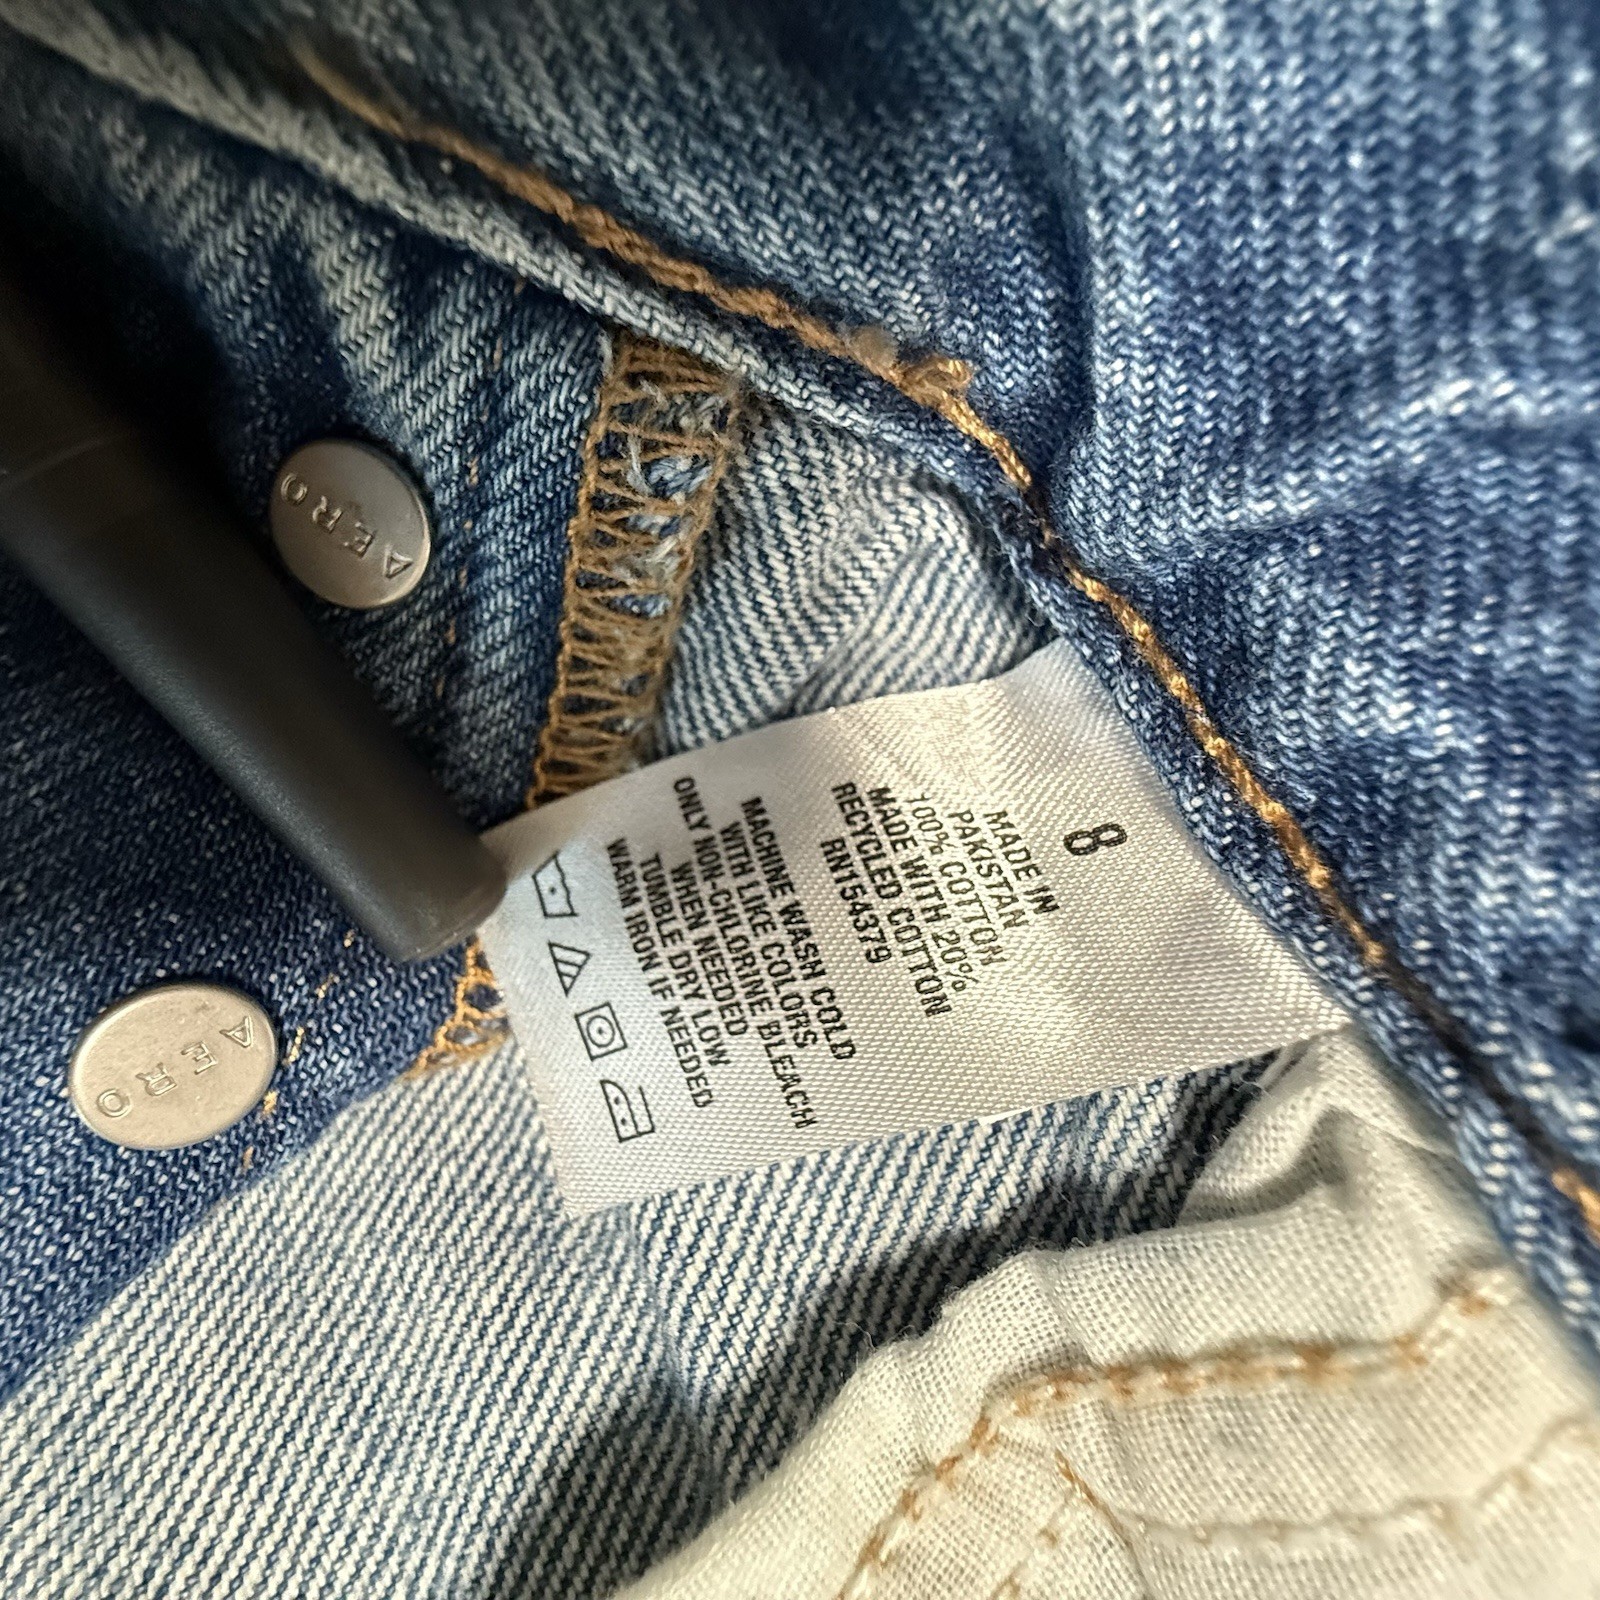 8
MADE IN
PAKISTAN
100% COTTON
MADE WITH 20%
RECYCLED COTTON
RN154379
MACHINE WASH COLD
WITH LIKE COLORS
ONLY NON-CHLORINE BLEACH
WHEN NEEDED
TUMBLE DRY LOW
WARM IRON IF NEEDED
AERO
AERO